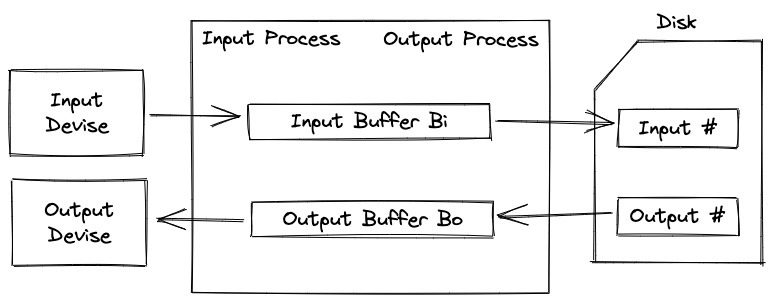 Disk
Input Process
Output Process
Input
Devise
Input Buffer Bi
Input #
Output
Devise
Output Buffer Bo
Output #